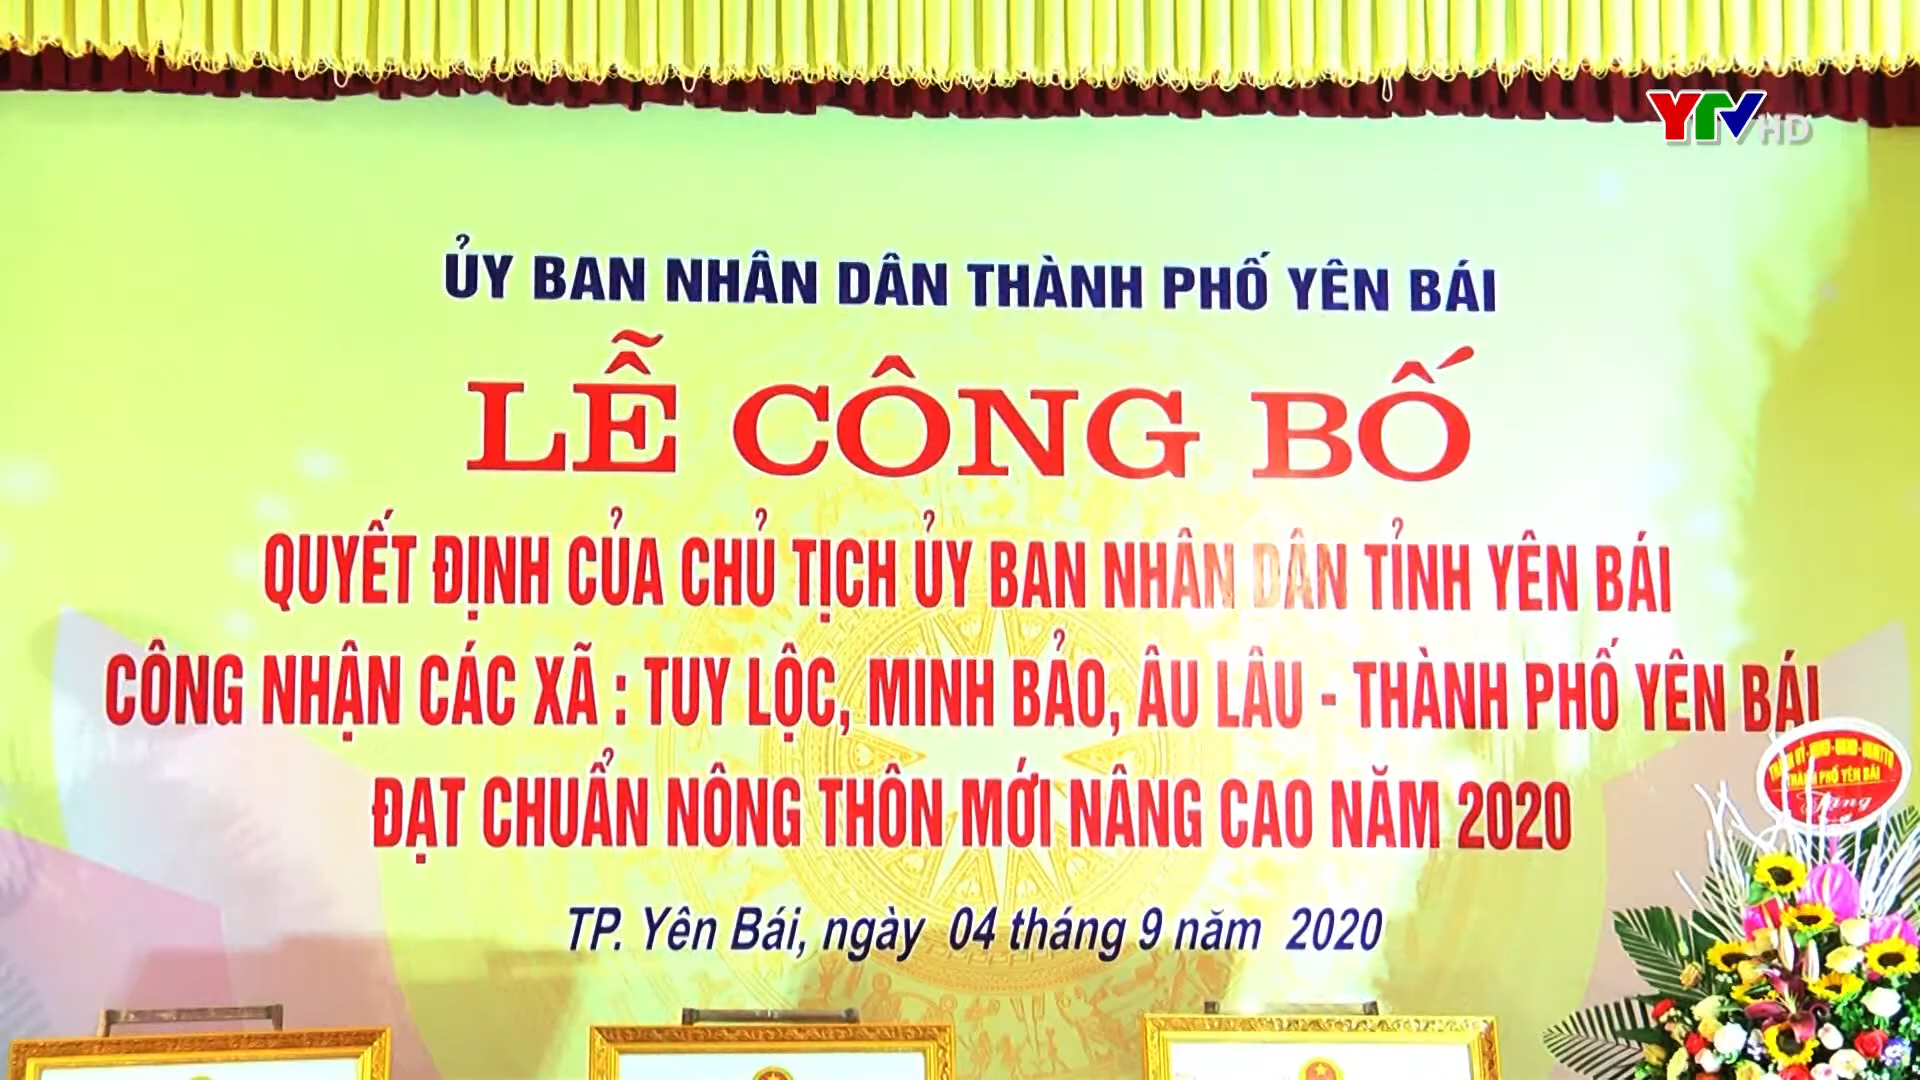 YTV HD
ỦY BAN NHÂN DÂN THÀNH PHỐ YÊN BÁI
LỄ CÔNG BỐ
QUYẾT ĐỊNH CỦA CHỦ TỊCH ỦY BAN NHÂN DÂN TỈNH YÊN BÁI
CÔNG NHẬN CÁC XÃ : TUY LỘC, MINH BẢO, ÂU LÂU - THÀNH PHỐ YÊN BÁI
ĐẠT CHUẨN NÔNG THÔN MỚI NÂNG CAO NĂM 2020
TP. Yên Bái, ngày 04 tháng 9 năm 2020
THÀNH PHỐ YÊN BÁI
Tặng